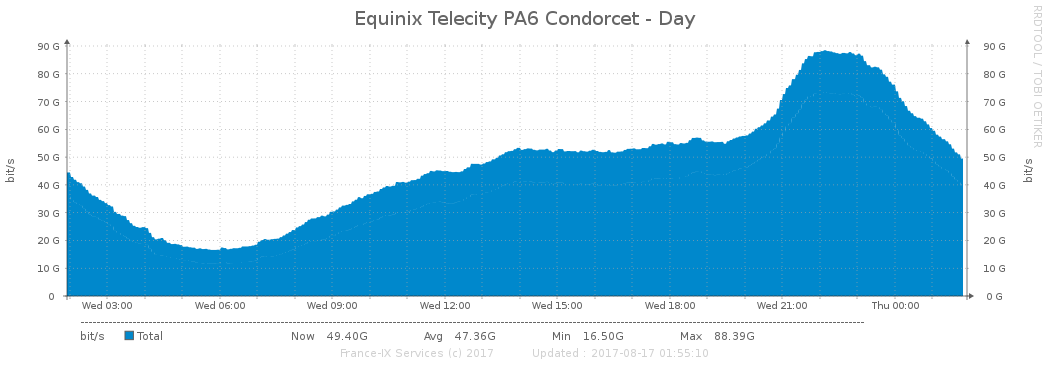 Equinix Telecity PA6 Condorcet - Day
RRDTOOL / TOBI OETIKER
bit/s
90 G
80 G
70 G
60 G
50 G
40 G
30 G
20 G
10 G
0
90 G
80 G
70 G
60 G
50 G
40 G
30 G
20 G
10 G
0 G
bit/s
Wed 03:00 Wed 06:00 Wed 09:00 Wed 12:00 Wed 15:00 Wed 18:00 Wed 21:00 Thu 00:00
bit/s Total Now 49.40G Avg 47.36G Min 16.50G Max 88.39G
France-IX Services (c) 2017 Updated : 2017-08-17 01:55:10